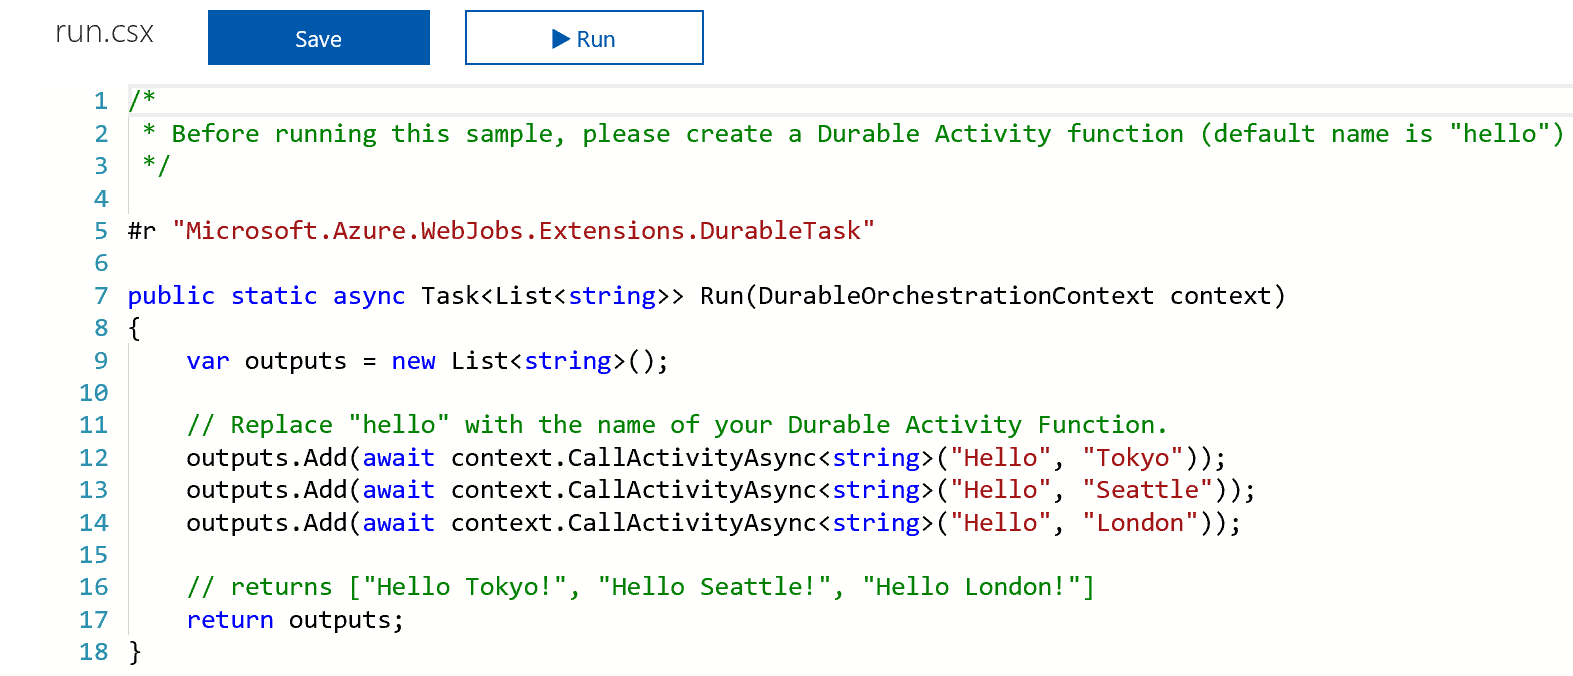 run.csx Save Run
1 /*
2  * Before running this sample, please create a Durable Activity function (default name is "hello")
3  */
4
5 #r "Microsoft.Azure.WebJobs.Extensions.DurableTask"
6
7 public static async Task<List<string>> Run(DurableOrchestrationContext context)
8 {
9     var outputs = new List<string>();
10
11     // Replace "hello" with the name of your Durable Activity Function.
12     outputs.Add(await context.CallActivityAsync<string>("Hello", "Tokyo"));
13     outputs.Add(await context.CallActivityAsync<string>("Hello", "Seattle"));
14     outputs.Add(await context.CallActivityAsync<string>("Hello", "London"));
15
16     // returns ["Hello Tokyo!", "Hello Seattle!", "Hello London!"]
17     return outputs;
18 }